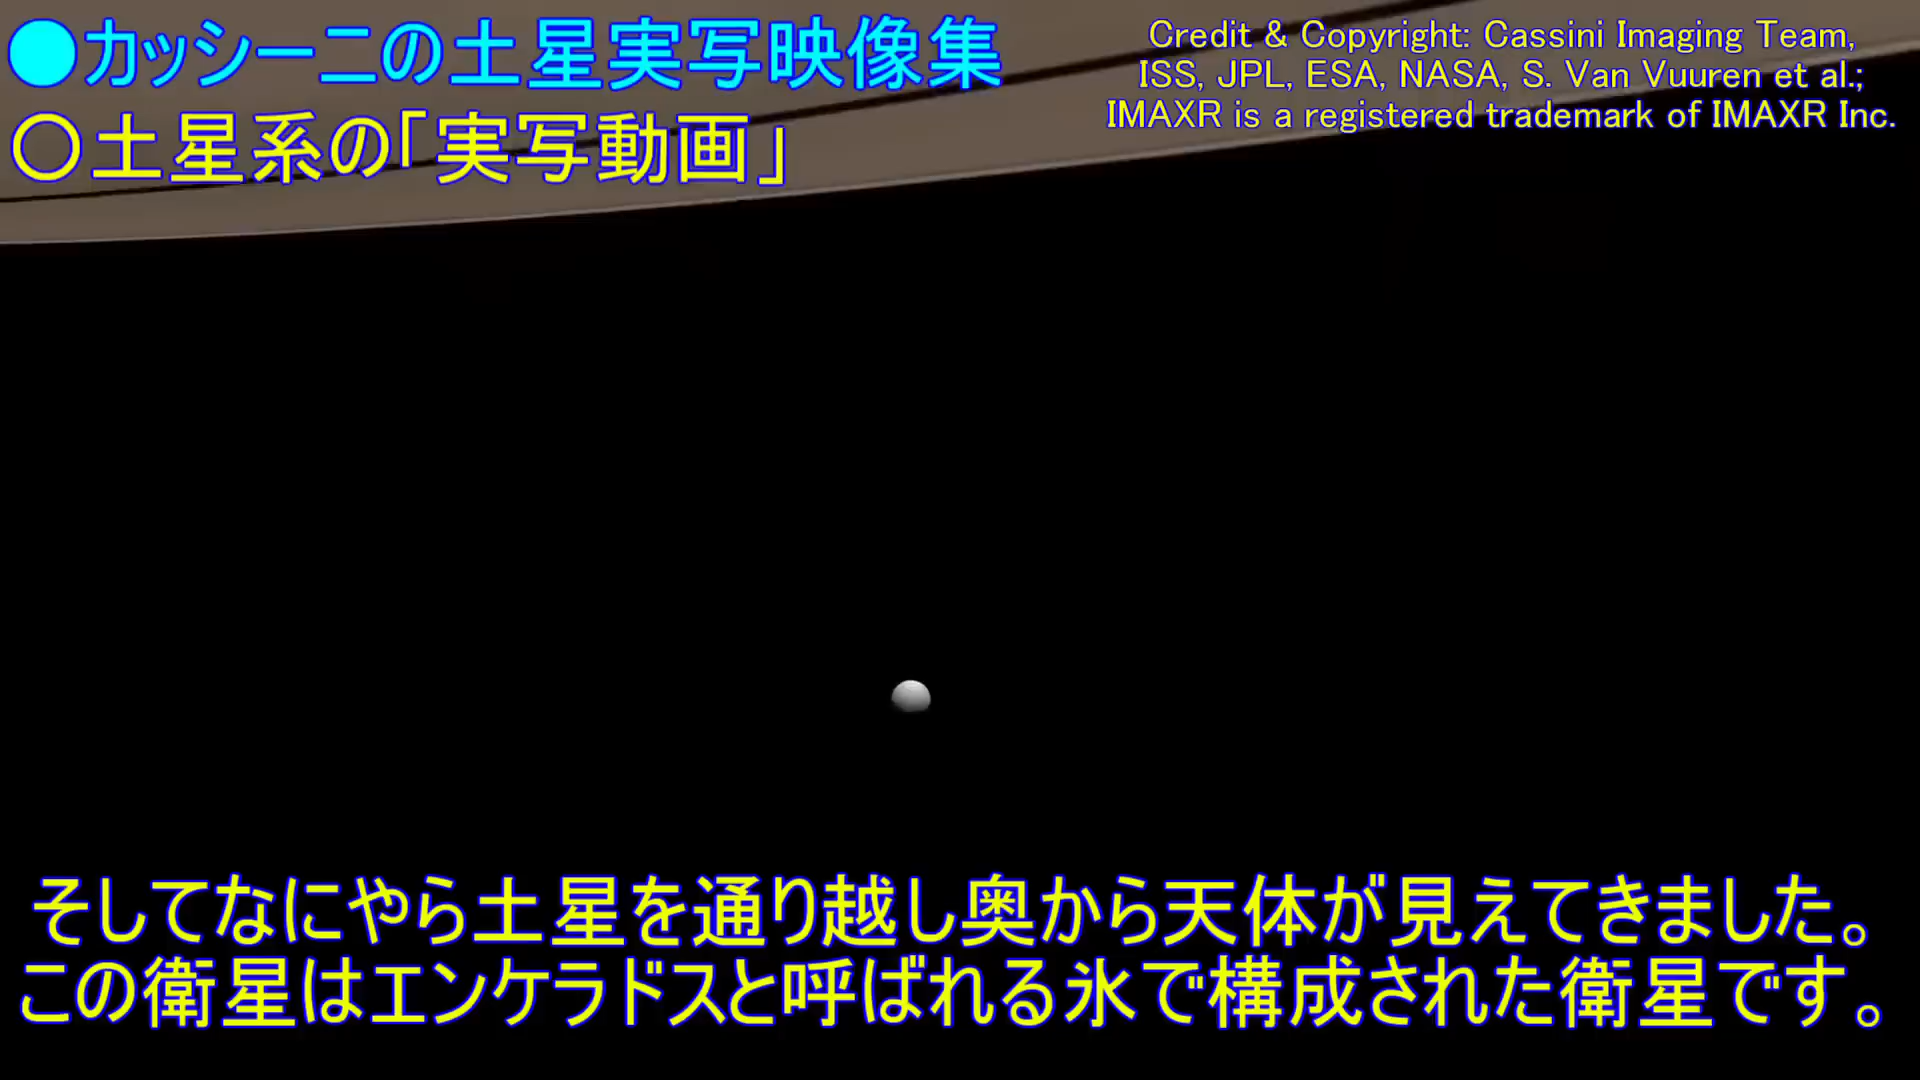 ●カッシーニの土星実写映像集
○土星系の「実写動画」
Credit & Copyright: Cassini Imaging Team,
ISS, JPL, ESA, NASA, S. Van Vuuren et al.;
IMAXR is a registered trademark of IMAXR Inc.
そしてなにやら土星を通り越し奥から天体が見えてきました。
この衛星はエンケラドスと呼ばれる氷で構成された衛星です。